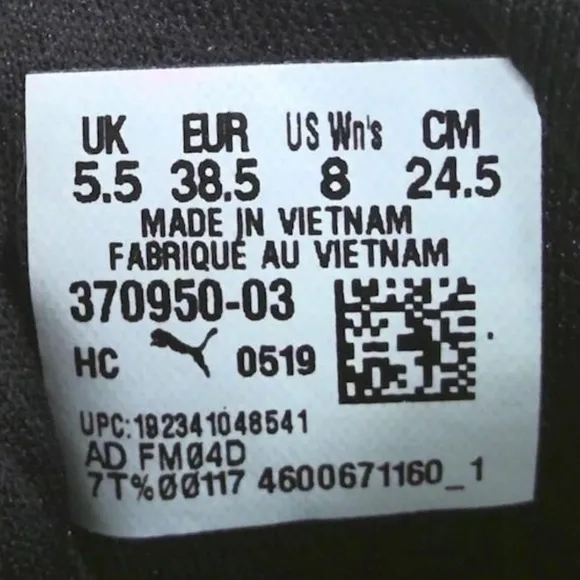 UK EUR US Wn's CM
5.5 38.5 8 24.5
MADE IN VIETNAM
FABRIQUE AU VIETNAM
370950-03
HC 0519
UPC:192341048541
AD FM04D
7T%00117 4600671160_1